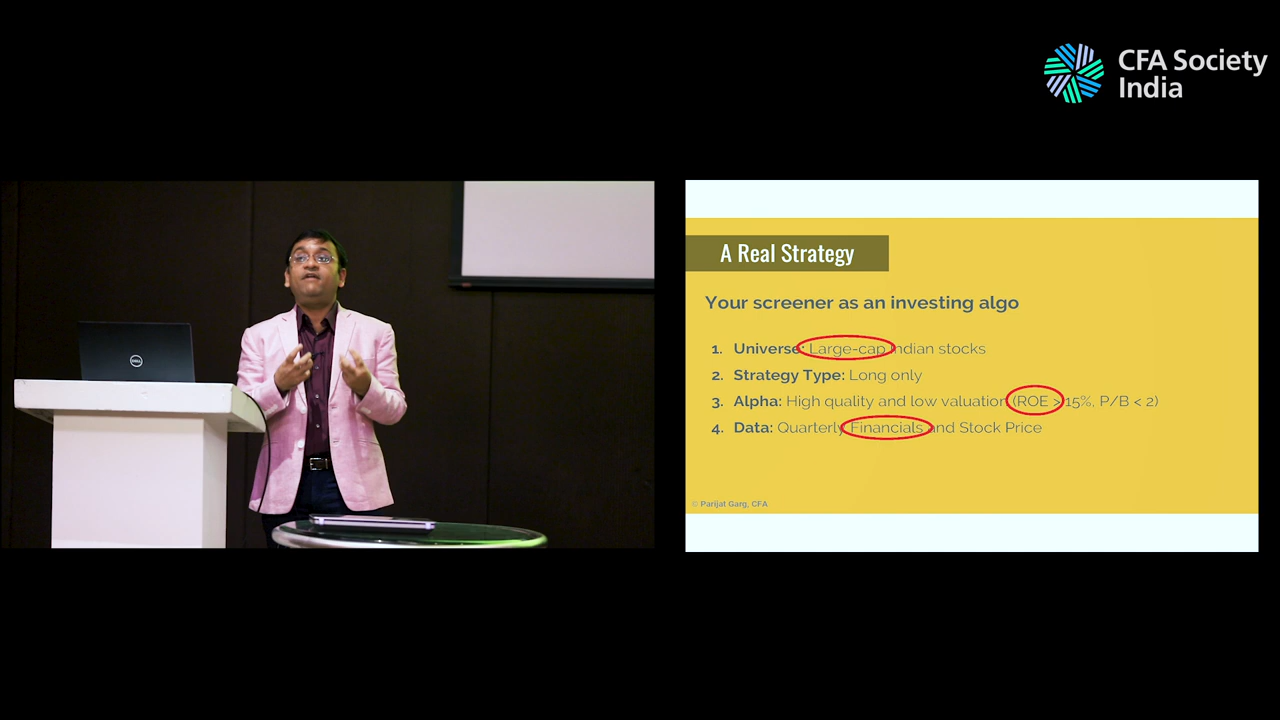 CFA Society
India
A Real Strategy
Your screener as an investing algo
1. Universe: Large-cap Indian stocks
2. Strategy Type: Long only
3. Alpha: High quality and low valuation (ROE > 15%, P/B < 2)
4. Data: Quarterly Financials and Stock Price
© Parijat Garg, CFA
DELL